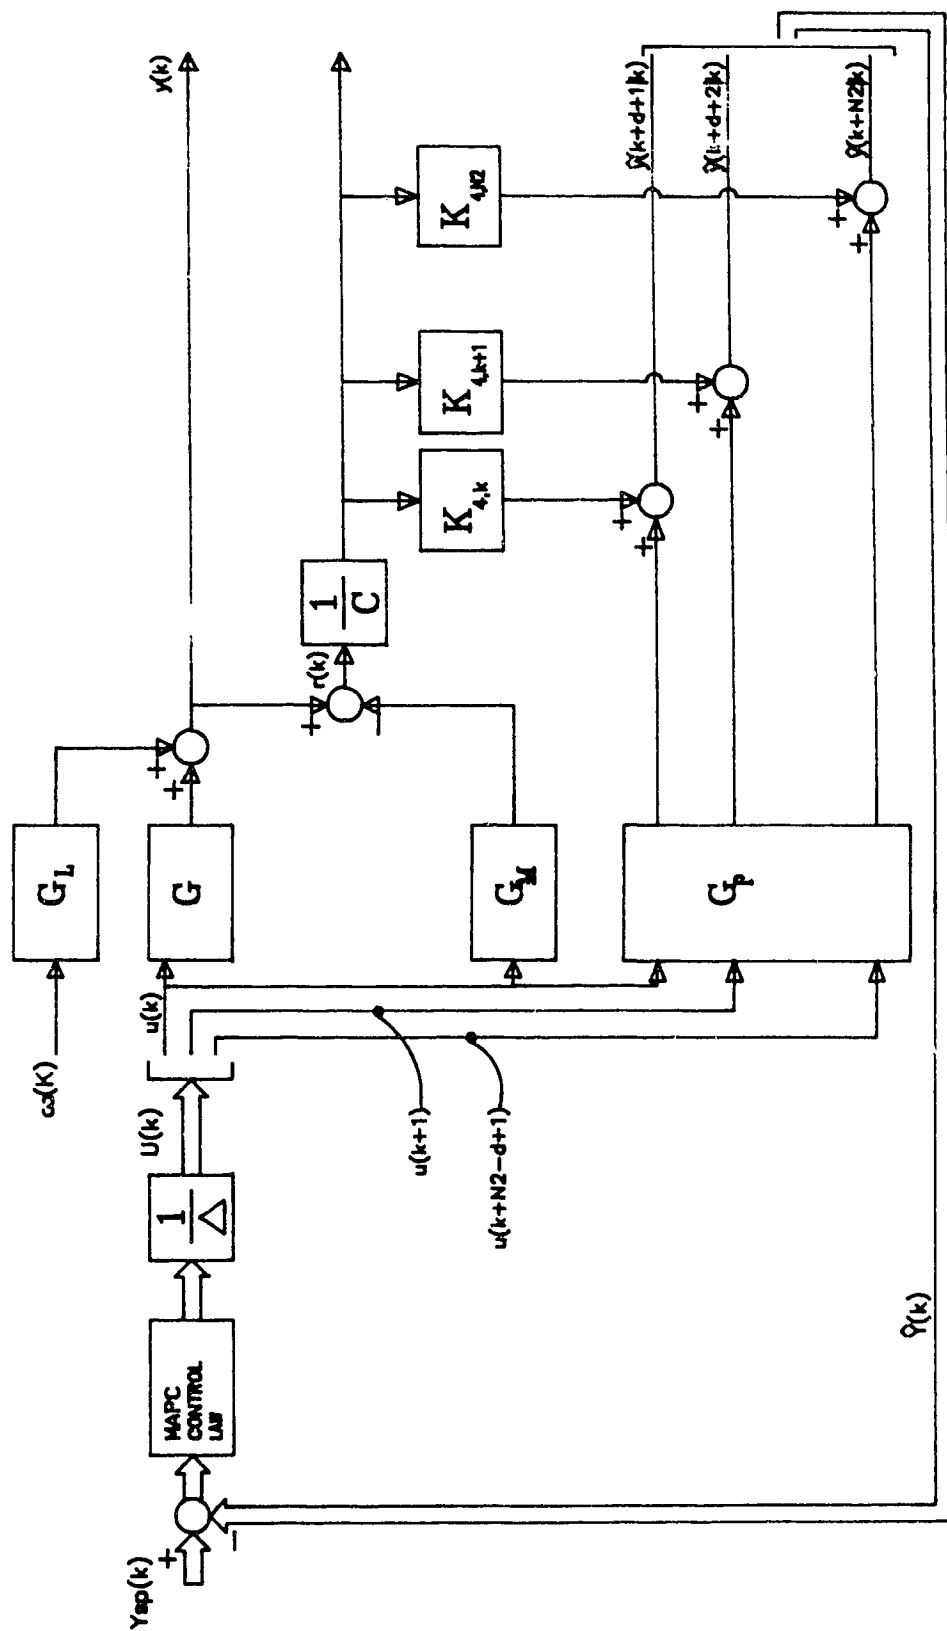 Ysp(k)
+
−
MAPC
CONTROL
LAW
1
△
U(k)
ω(K)
u(k)
u(k+1)
u(k+N2-d+1)
G_L
G
G_M
G_P
+
+
+
−
r(k)
1
C
K_4,k
K_4,k+1
K_4,N2
+
+
+
+
+
+
y(k)
ŷ(k+d+1|k)
ŷ(k+d+2|k)
ŷ(k+N2|k)
Ŷ(k)